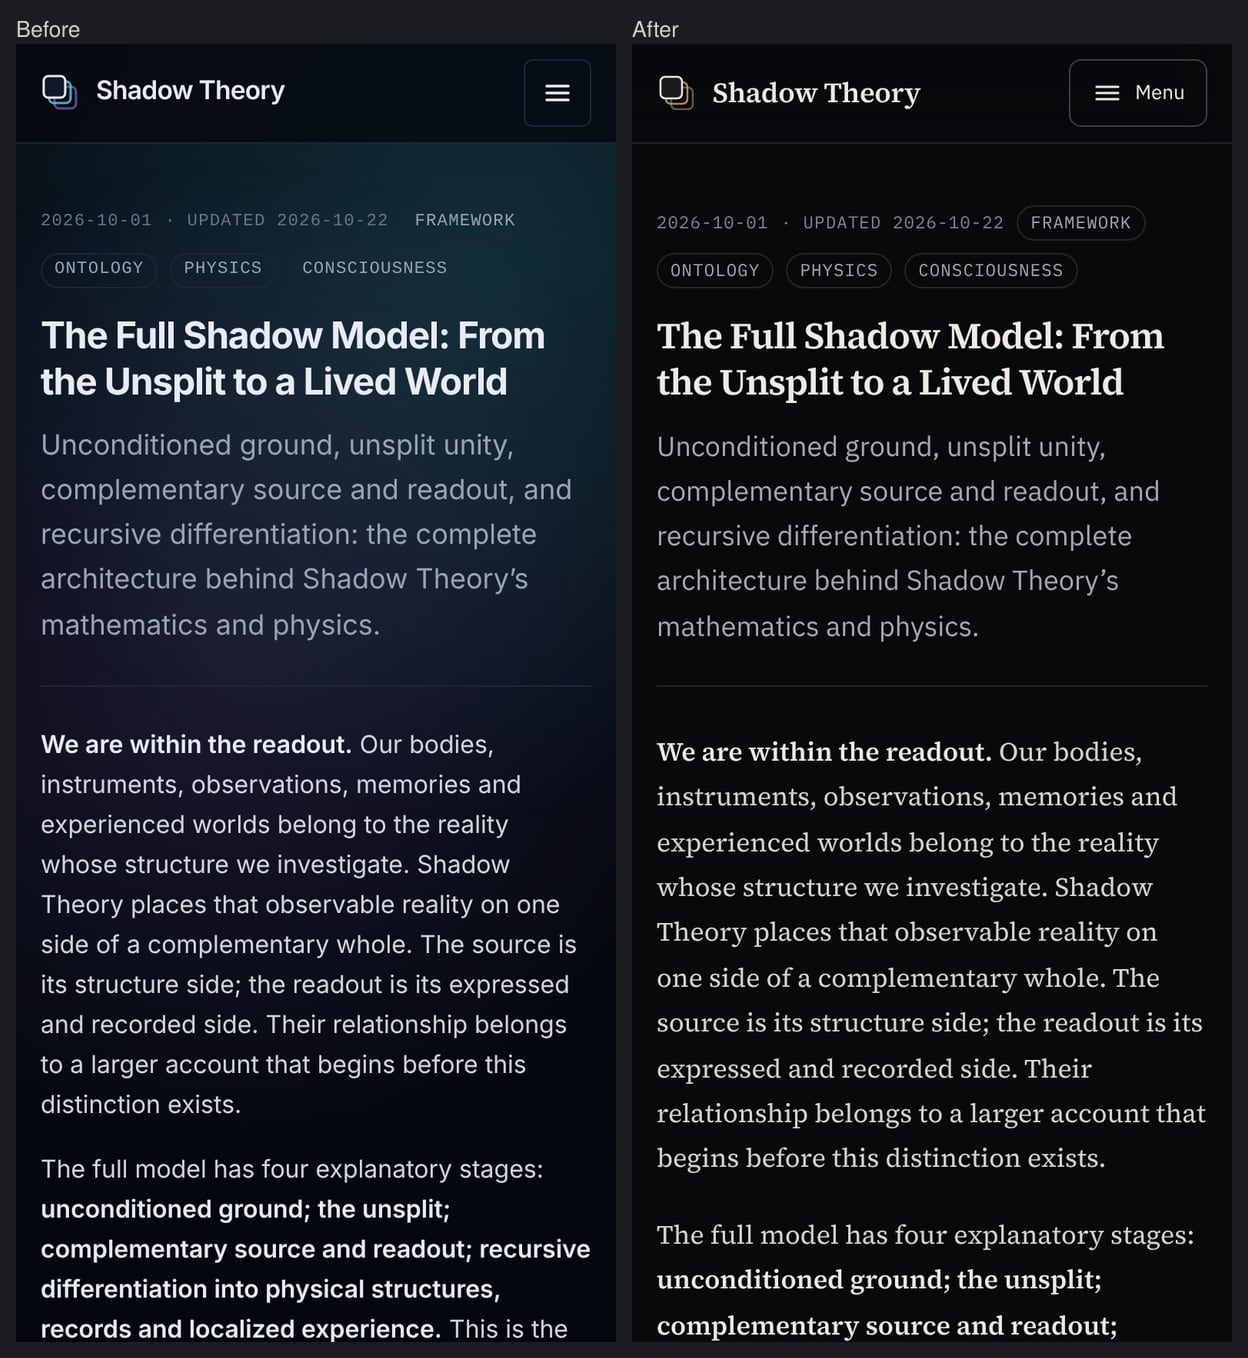 Before
Shadow Theory
2026-10-01 · UPDATED 2026-10-22 FRAMEWORK
ONTOLOGY PHYSICS CONSCIOUSNESS
The Full Shadow Model: From
the Unsplit to a Lived World
Unconditioned ground, unsplit unity,
complementary source and readout, and
recursive differentiation: the complete
architecture behind Shadow Theory’s
mathematics and physics.
We are within the readout. Our bodies,
instruments, observations, memories and
experienced worlds belong to the reality
whose structure we investigate. Shadow
Theory places that observable reality on one
side of a complementary whole. The source is
its structure side; the readout is its expressed
and recorded side. Their relationship belongs
to a larger account that begins before this
distinction exists.
The full model has four explanatory stages:
unconditioned ground; the unsplit;
complementary source and readout; recursive
differentiation into physical structures,
records and localized experience. This is the
After
Shadow Theory
Menu
2026-10-01 · UPDATED 2026-10-22 FRAMEWORK
ONTOLOGY PHYSICS CONSCIOUSNESS
The Full Shadow Model: From
the Unsplit to a Lived World
Unconditioned ground, unsplit unity,
complementary source and readout, and
recursive differentiation: the complete
architecture behind Shadow Theory’s
mathematics and physics.
We are within the readout. Our bodies,
instruments, observations, memories and
experienced worlds belong to the reality
whose structure we investigate. Shadow
Theory places that observable reality on
one side of a complementary whole. The
source is its structure side; the readout is its
expressed and recorded side. Their
relationship belongs to a larger account that
begins before this distinction exists.
The full model has four explanatory stages:
unconditioned ground; the unsplit;
complementary source and readout;